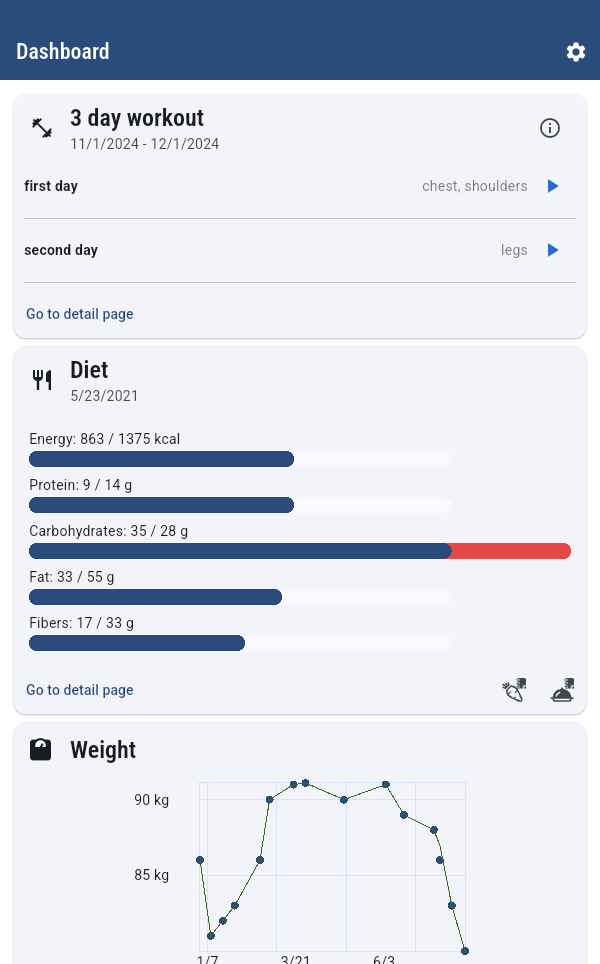 Dashboard
3 day workout
11/1/2024 - 12/1/2024
first day
chest, shoulders
second day
legs
Go to detail page
Diet
5/23/2021
Energy: 863 / 1375 kcal
Protein: 9 / 14 g
Carbohydrates: 35 / 28 g
Fat: 33 / 55 g
Fibers: 17 / 33 g
Go to detail page
Weight
90 kg
85 kg
1/7 3/21 6/3